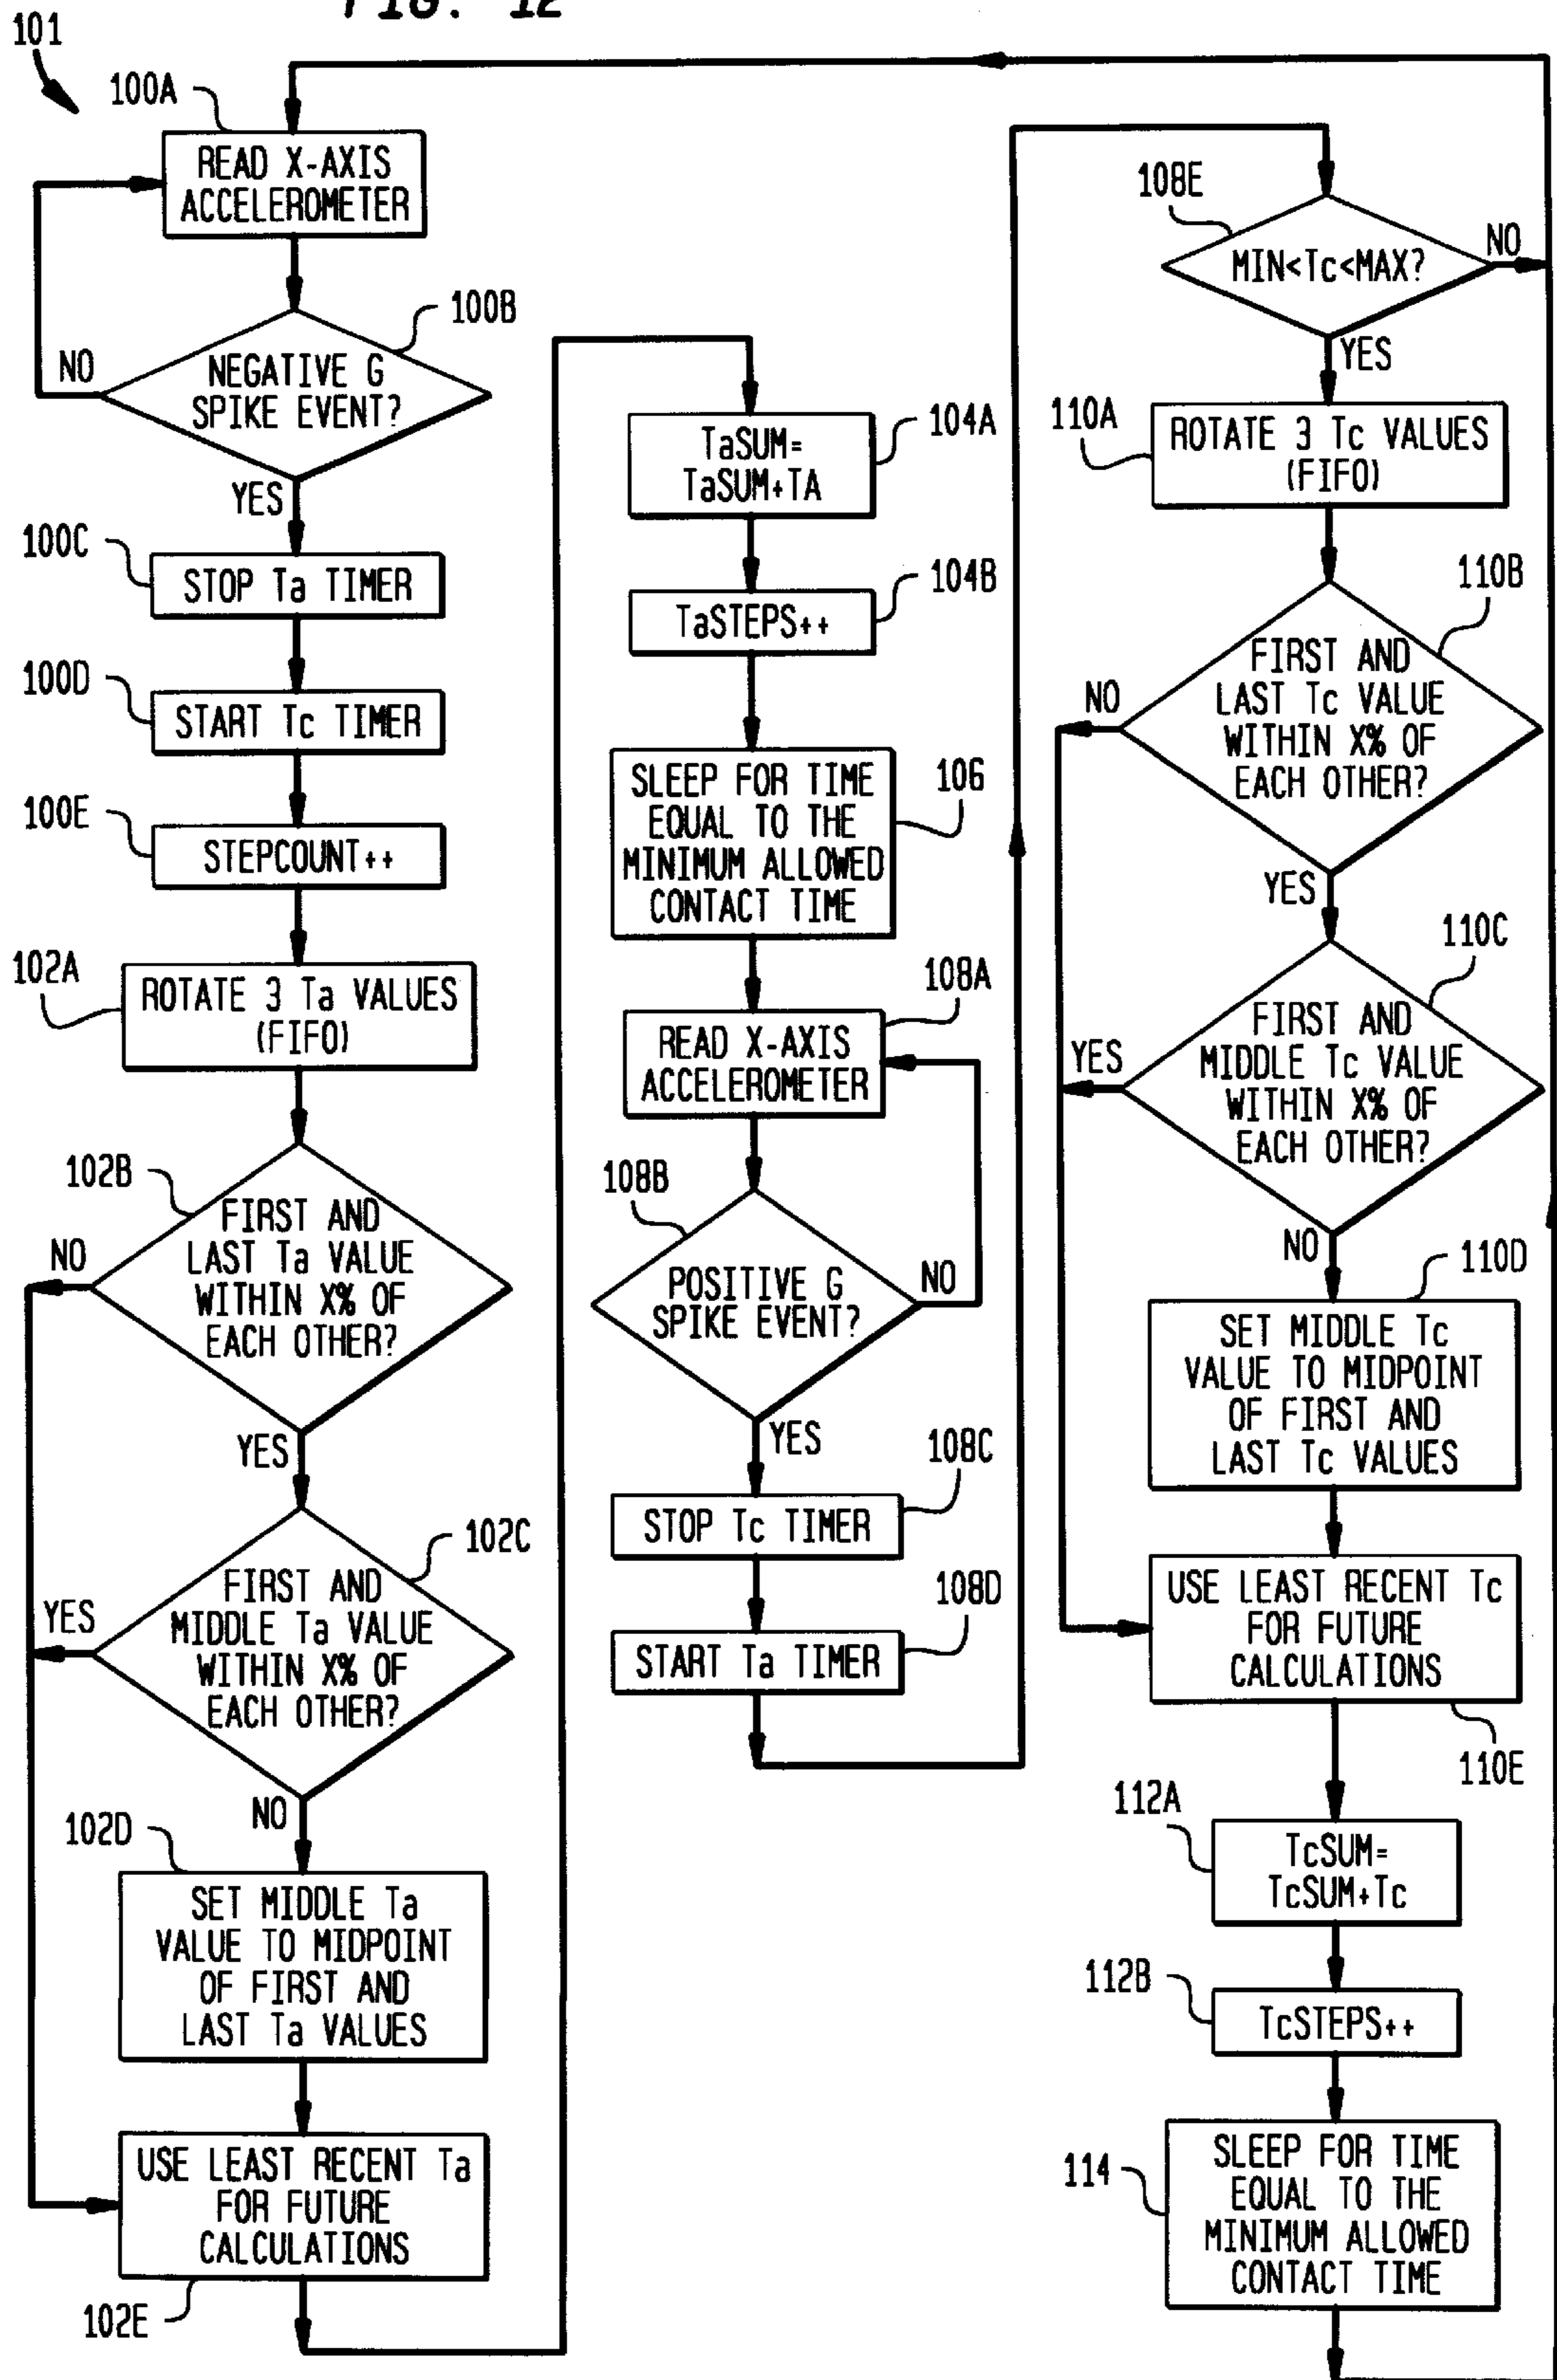 FIG. 12
101
100A
READ X-AXIS
ACCELEROMETER
100B
NEGATIVE G
SPIKE EVENT?
NO
YES
100C
STOP Ta TIMER
100D
START Tc TIMER
100E
STEPCOUNT++
102A
ROTATE 3 Ta VALUES
(FIFO)
102B
FIRST AND
LAST Ta VALUE
WITHIN X% OF
EACH OTHER?
NO
YES
102C
FIRST AND
MIDDLE Ta VALUE
WITHIN X% OF
EACH OTHER?
YES
NO
102D
SET MIDDLE Ta
VALUE TO MIDPOINT
OF FIRST AND
LAST Ta VALUES
USE LEAST RECENT Ta
FOR FUTURE
CALCULATIONS
102E
104A
TaSUM=
TaSUM+TA
104B
TaSTEPS++
106
SLEEP FOR TIME
EQUAL TO THE
MINIMUM ALLOWED
CONTACT TIME
108A
READ X-AXIS
ACCELEROMETER
108B
POSITIVE G
SPIKE EVENT?
NO
YES
108C
STOP Tc TIMER
108D
START Ta TIMER
108E
MIN<Tc<MAX?
NO
YES
110A
ROTATE 3 Tc VALUES
(FIFO)
110B
FIRST AND
LAST Tc VALUE
WITHIN X% OF
EACH OTHER?
NO
YES
110C
FIRST AND
MIDDLE Tc VALUE
WITHIN X% OF
EACH OTHER?
YES
NO
110D
SET MIDDLE Tc
VALUE TO MIDPOINT
OF FIRST AND
LAST Tc VALUES
USE LEAST RECENT Tc
FOR FUTURE
CALCULATIONS
110E
112A
TcSUM=
TcSUM+Tc
112B
TcSTEPS++
114
SLEEP FOR TIME
EQUAL TO THE
MINIMUM ALLOWED
CONTACT TIME